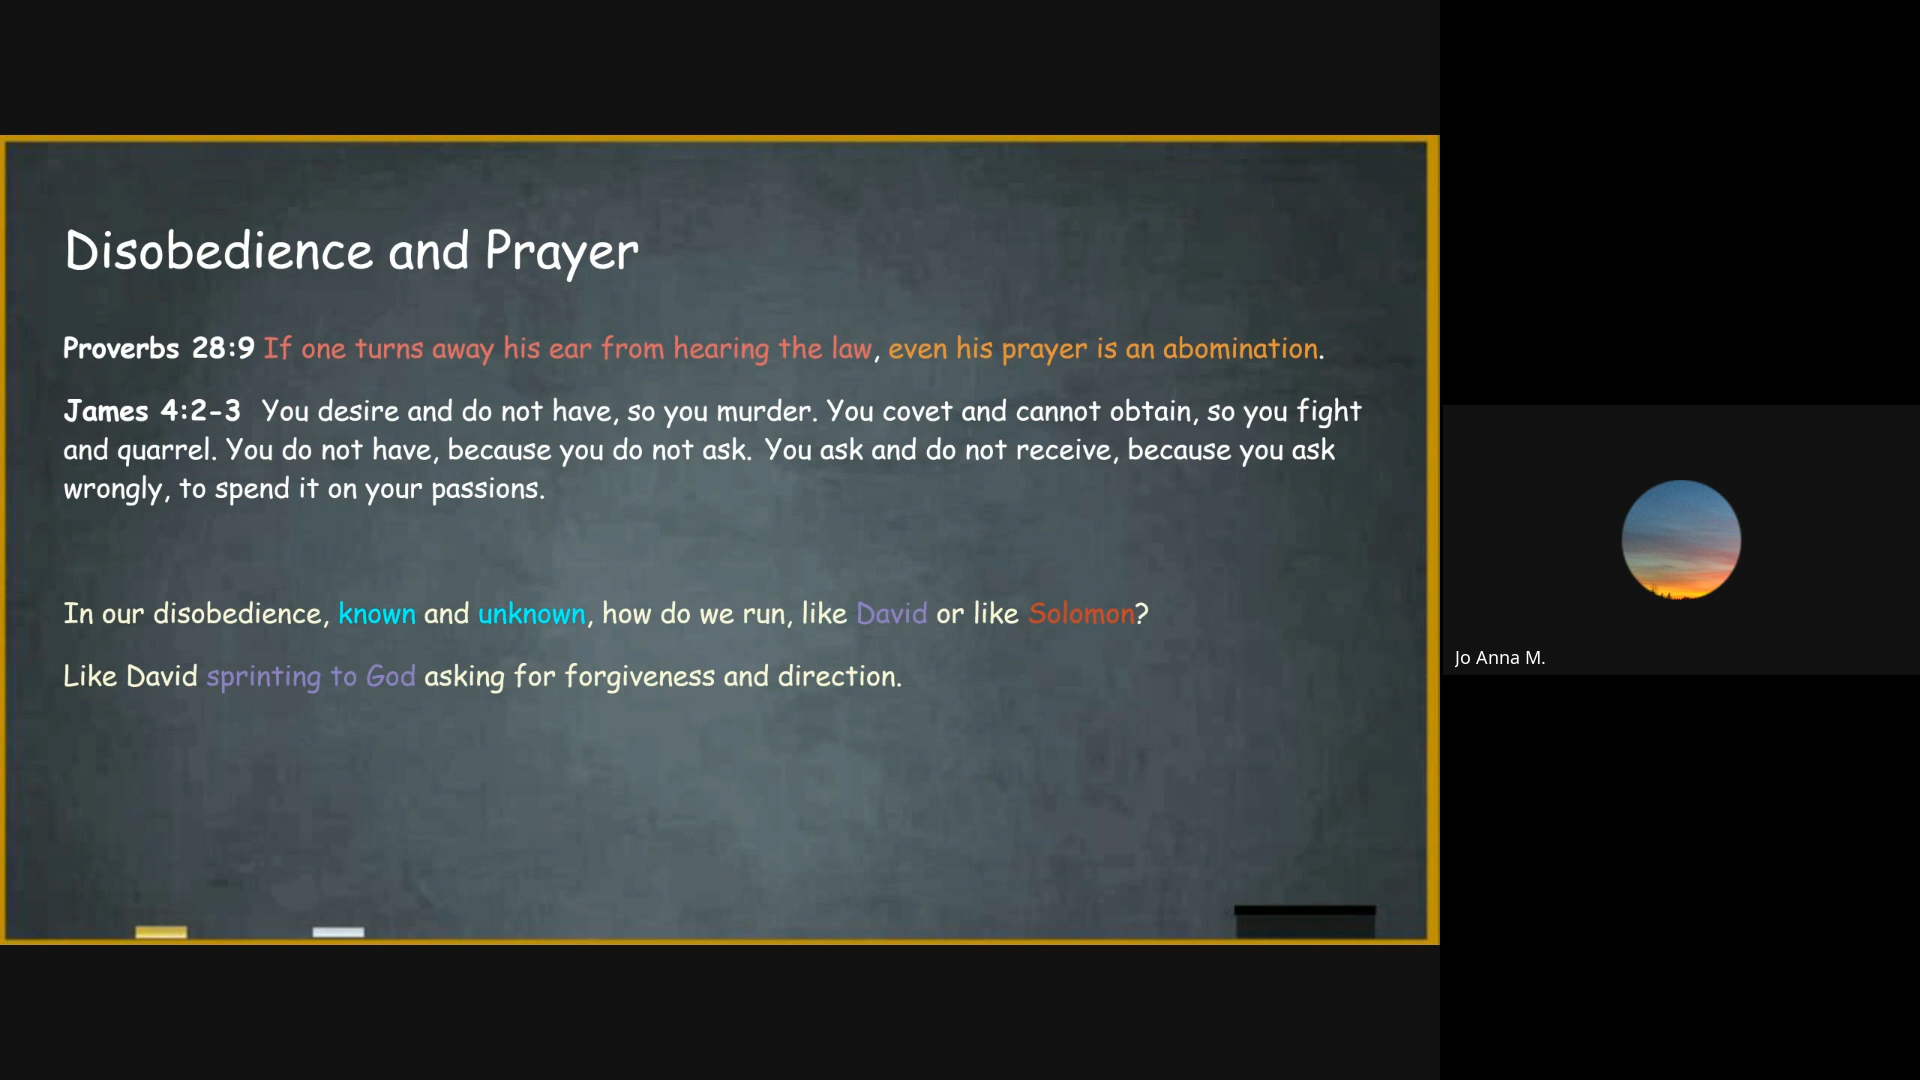 Disobedience and Prayer
Proverbs 28:9 If one turns away his ear from hearing the law, even his prayer is an abomination.
James 4:2-3 You desire and do not have, so you murder. You covet and cannot obtain, so you fight
and quarrel. You do not have, because you do not ask. You ask and do not receive, because you ask
wrongly, to spend it on your passions.
In our disobedience, known and unknown, how do we run, like David or like Solomon?
Like David sprinting to God asking for forgiveness and direction.
Jo Anna M.